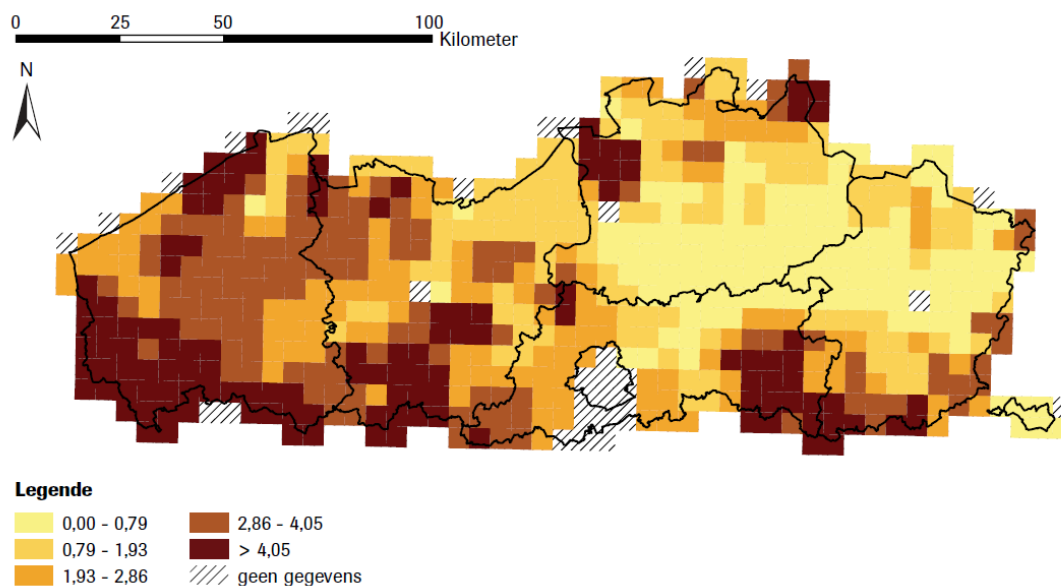 0 25 50 100
Kilometer
N
Legende
0,00 - 0,79
0,79 - 1,93
1,93 - 2,86
2,86 - 4,05
> 4,05
geen gegevens